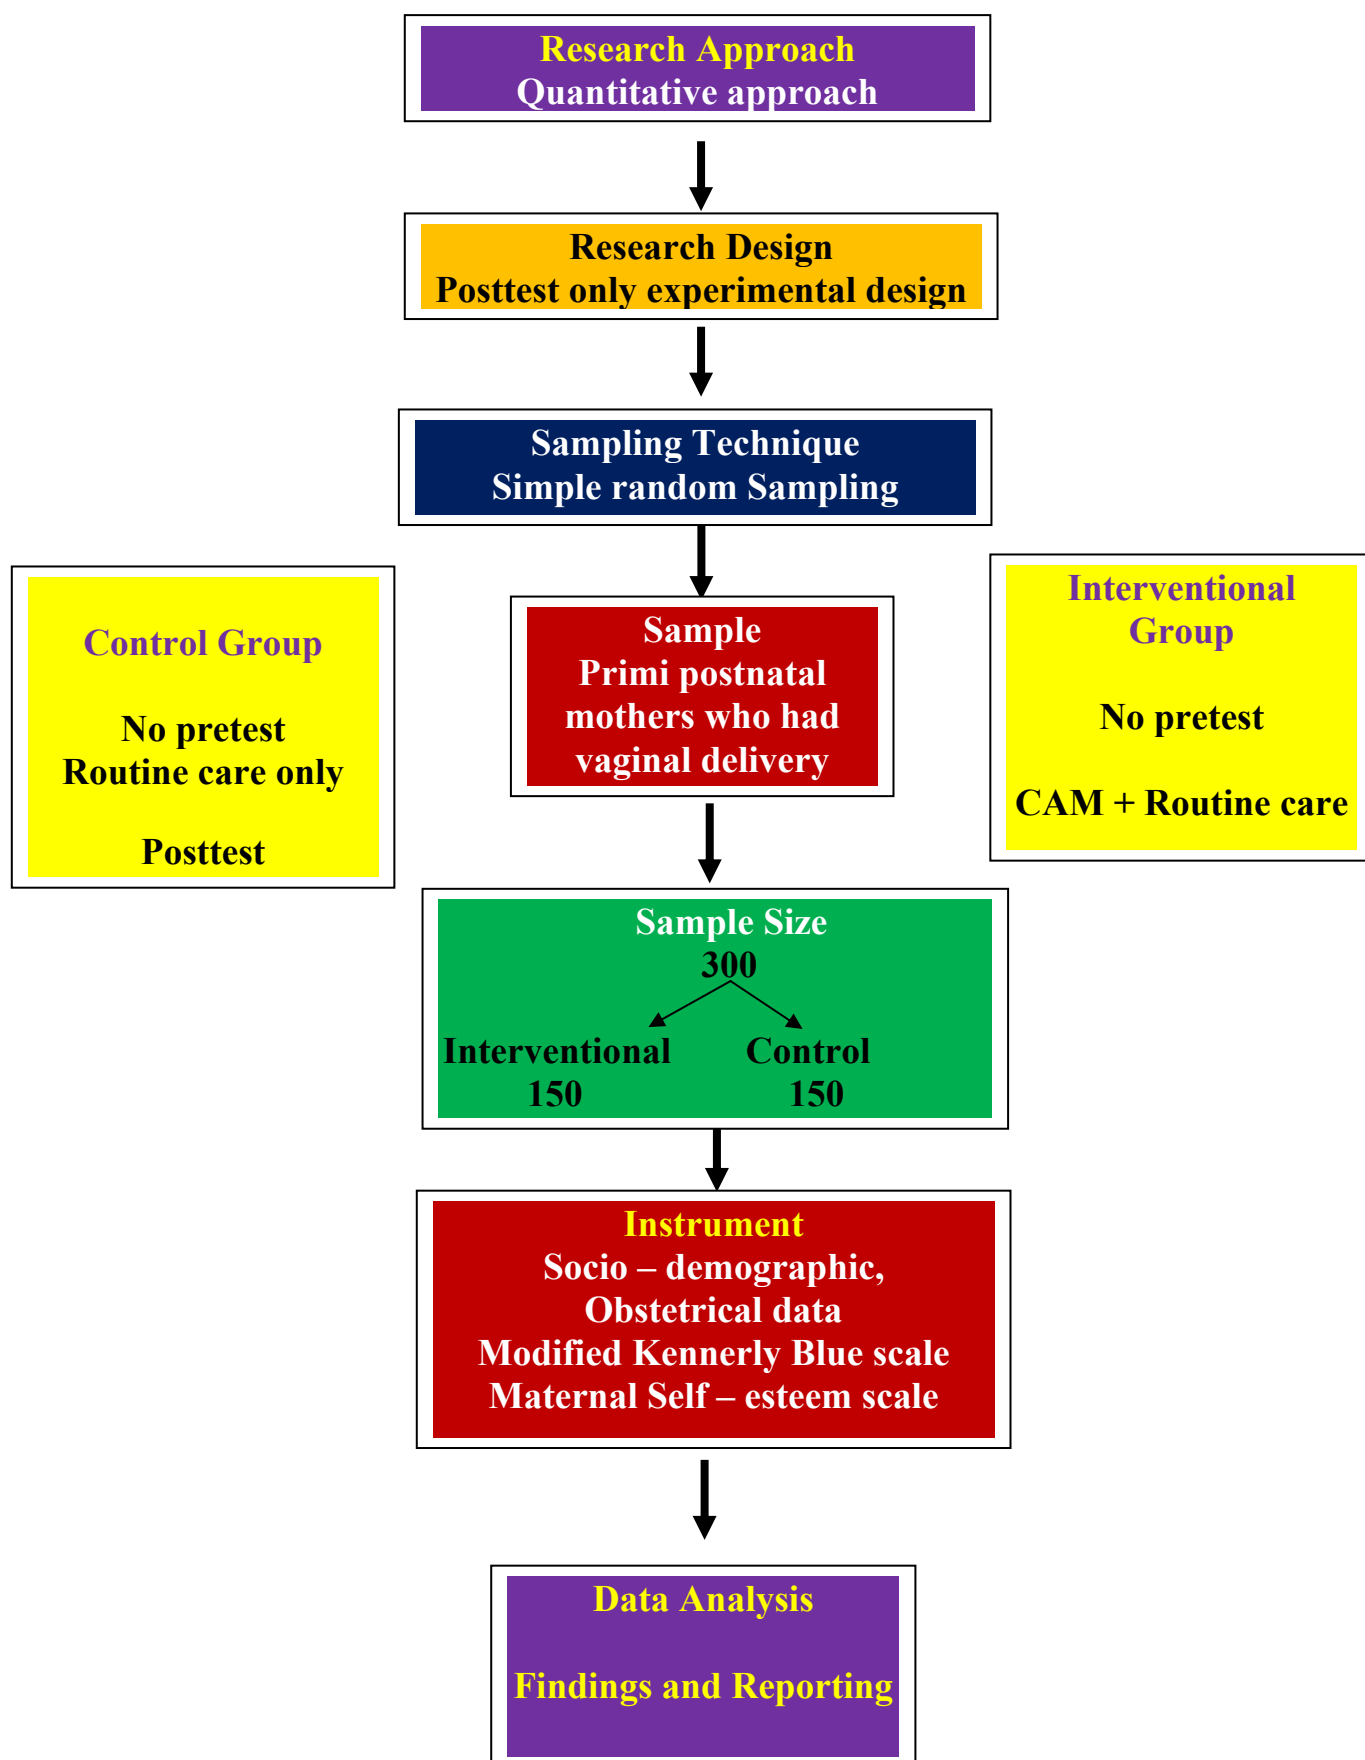 Research Approach
Quantitative approach
Research Design
Posttest only experimental design
Sampling Technique
Simple random Sampling
Control Group
No pretest
Routine care only
Posttest
Sample
Primi postnatal
mothers who had
vaginal delivery
Interventional
Group
No pretest
CAM + Routine care
Sample Size
300
Interventional
Control
150
150
Instrument
Socio – demographic,
Obstetrical data
Modified Kennerly Blue scale
Maternal Self – esteem scale
Data Analysis
Findings and Reporting